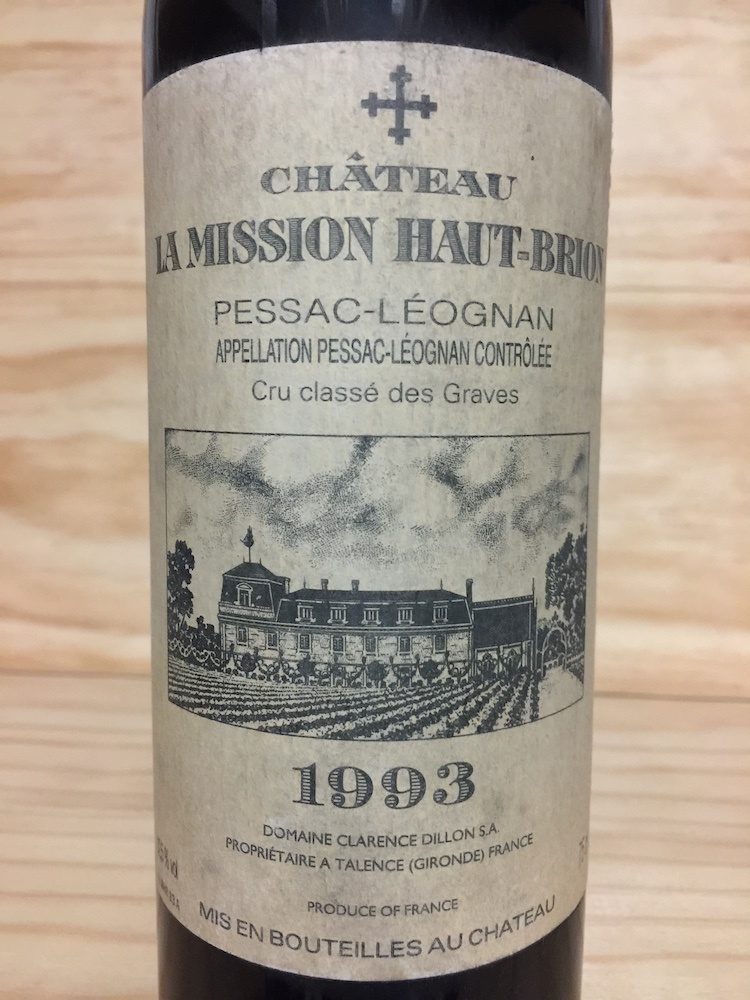 CHÂTEAU
LA MISSION HAUT-BRION
PESSAC-LÉOGNAN
APPELLATION PESSAC-LÉOGNAN CONTRÔLÉE
Cru classé des Graves
1993
DOMAINE CLARENCE DILLON S.A.
PROPRIÉTAIRE A TALENCE (GIRONDE) FRANCE
% vol
PRODUCE OF FRANCE
MIS EN BOUTEILLES AU CHATEAU